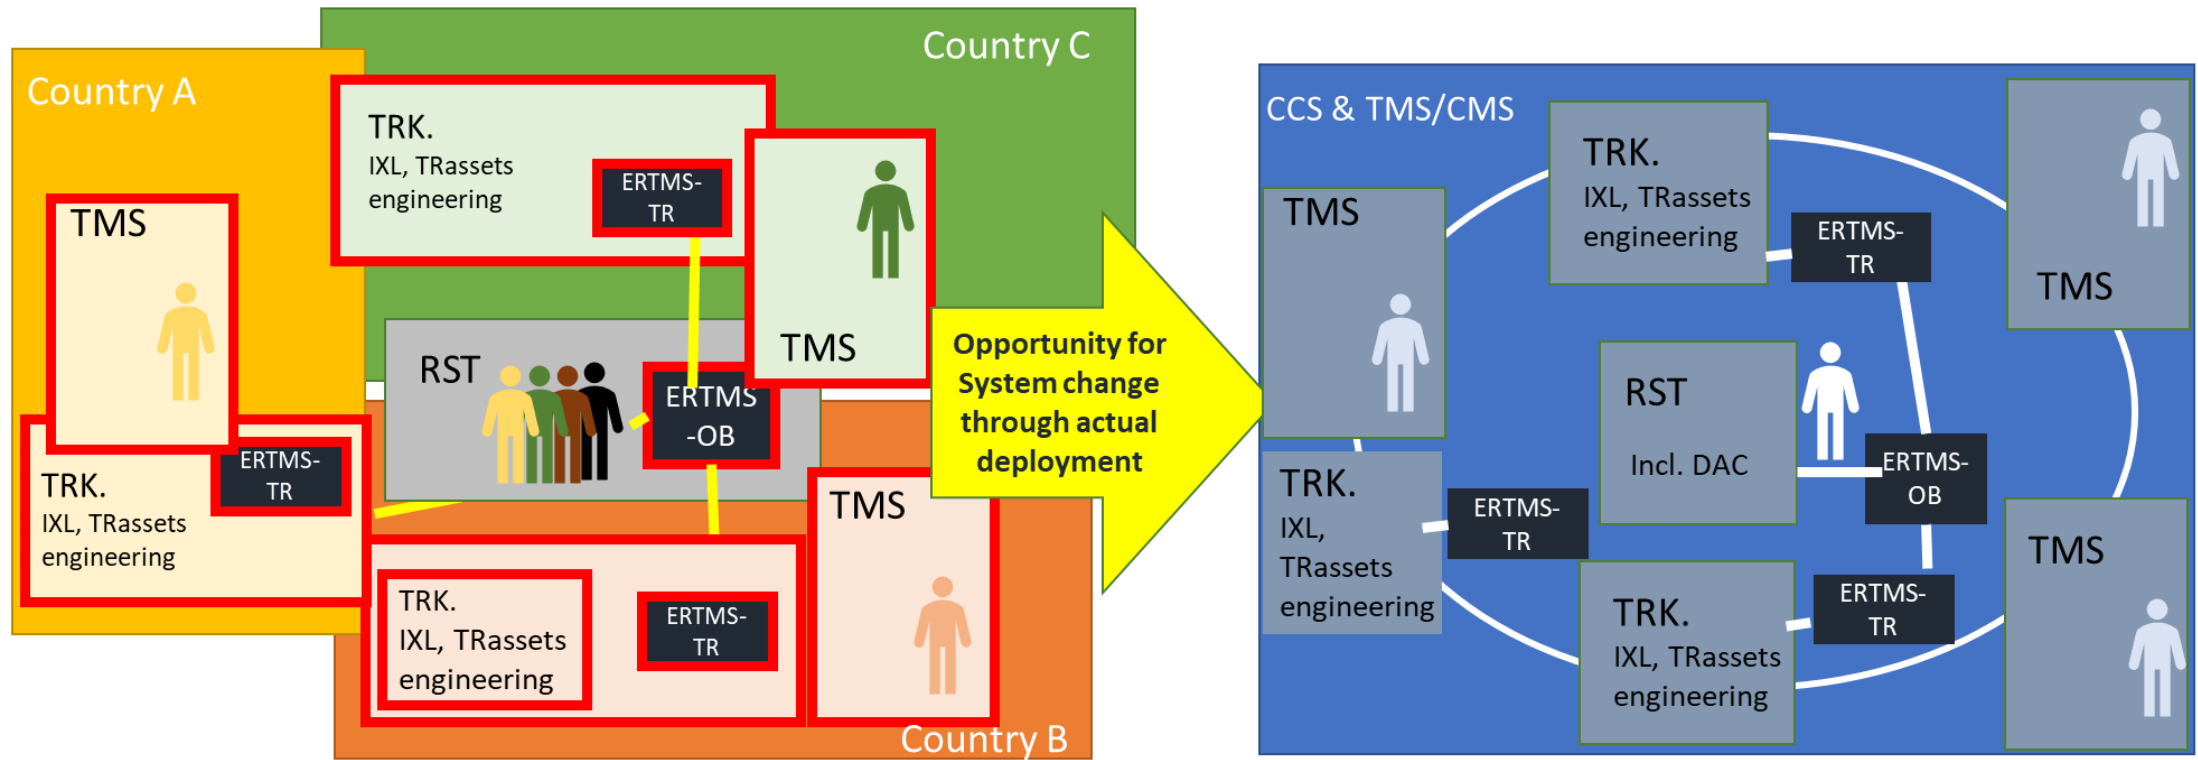 Country A
Country C
TRK.
IXL, TRassets
engineering
ERTMS-
TR
TMS
TMS
RST
ERTMS
-OB
TRK.
IXL, TRassets
engineering
ERTMS-
TR
TRK.
IXL, TRassets
engineering
ERTMS-
TR
TMS
Country B
Opportunity for
System change
through actual
deployment
CCS & TMS/CMS
TMS
TRK.
IXL, TRassets
engineering
ERTMS-
TR
TMS
RST
Incl. DAC
ERTMS-
OB
TRK.
IXL,
TRassets
engineering
ERTMS-
TR
TRK.
IXL, TRassets
engineering
ERTMS-
TR
TMS